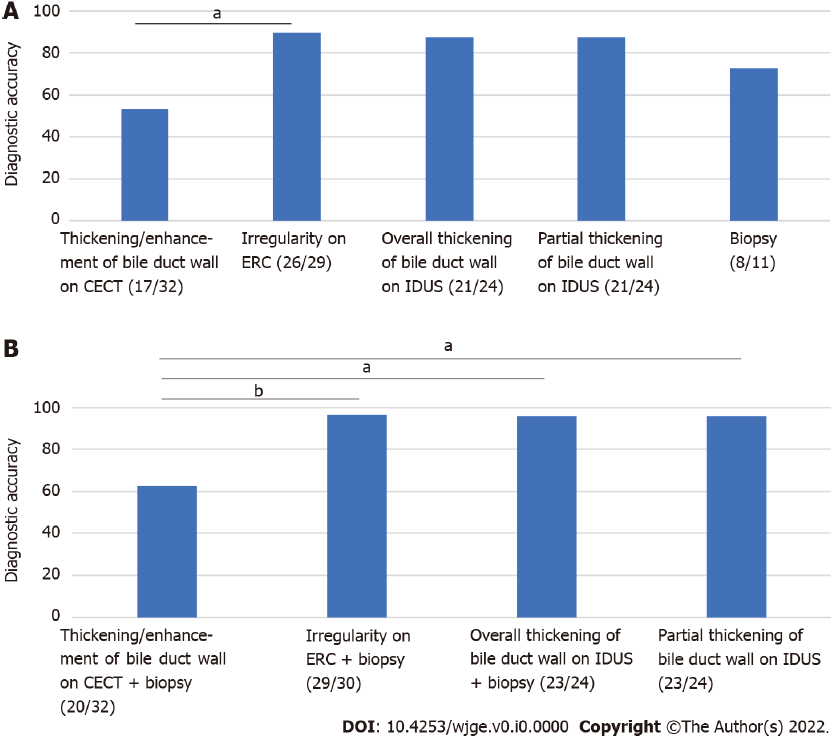 A
a
Diagnostic accuracy
100
80
60
40
20
0
Thickening/enhance-
ment of bile duct wall
on CECT (17/32)
Irregularity on
ERC (26/29)
Overall thickening
of bile duct wall
on IDUS (21/24)
Partial thickening
of bile duct wall
on IDUS (21/24)
Biopsy
(8/11)
B
a
a
b
Diagnostic accuracy
100
80
60
40
20
0
Thickening/enhance-
ment of bile duct wall
on CECT + biopsy
(20/32)
Irregularity on
ERC + biopsy
(29/30)
Overall thickening of
bile duct wall on IDUS
+ biopsy (23/24)
Partial thickening of
bile duct wall on IDUS
(23/24)
DOI: 10.4253/wjge.v0.i0.0000 Copyright ©The Author(s) 2022.